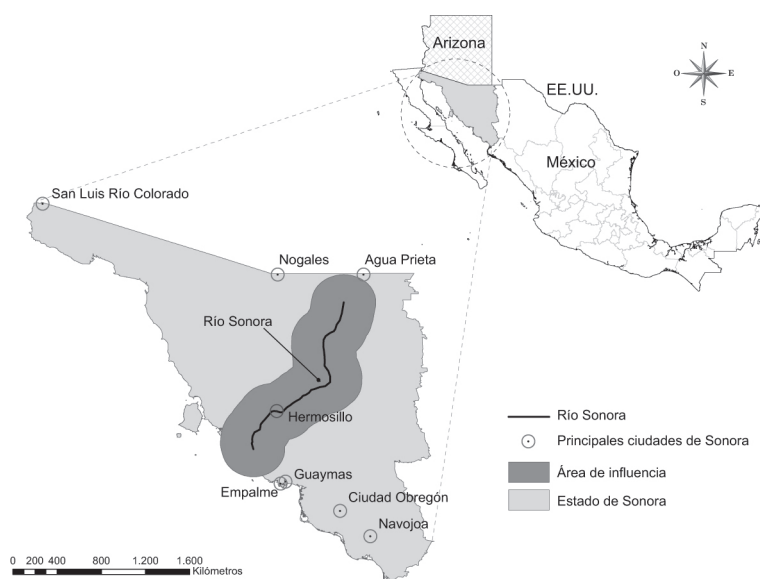 Arizona
N
O
E
S
EE.UU.
México
San Luis Río Colorado
Nogales
Agua Prieta
Río Sonora
Hermosillo
Guaymas
Empalme
Ciudad Obregón
Navojoa
Río Sonora
Principales ciudades de Sonora
Área de influencia
Estado de Sonora
0 200 400 800 1.200 1.600
Kilómetros